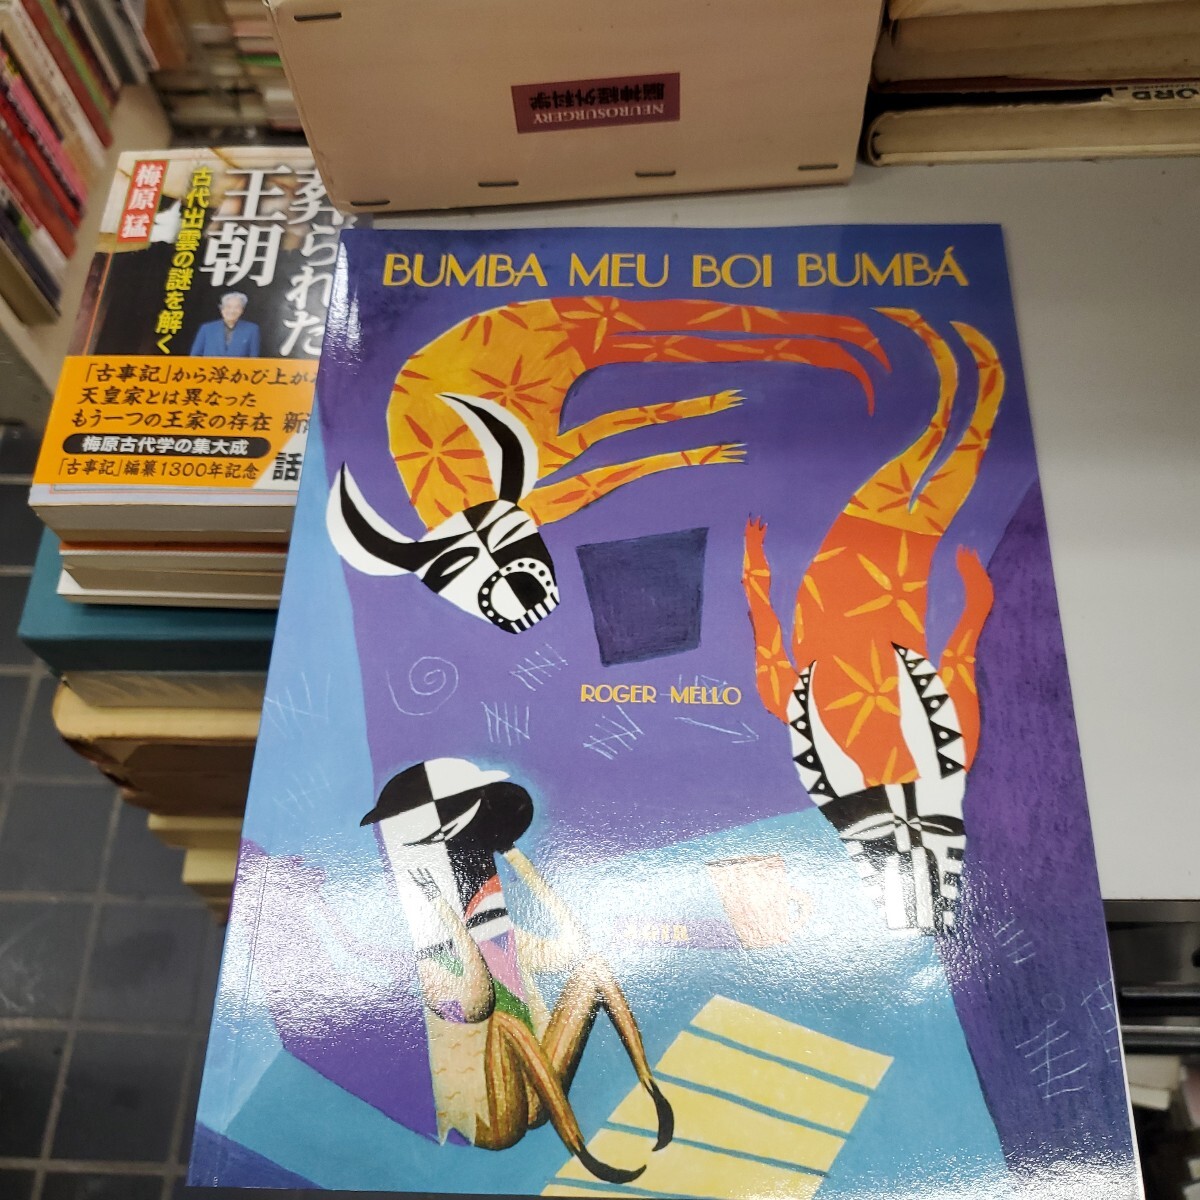 NEUROSURGERY
脳神経外科学
ORD
梅原 猛
葬られた
王朝
古代出雲の謎を解く
「古事記」から浮かび上が
天皇家とは異なった
もう一つの王家の存在
新
梅原古代学の集大成
「古事記」編纂1300年記念
話
BUMBA MEU BOI BUMBÁ
ROGER MELLO